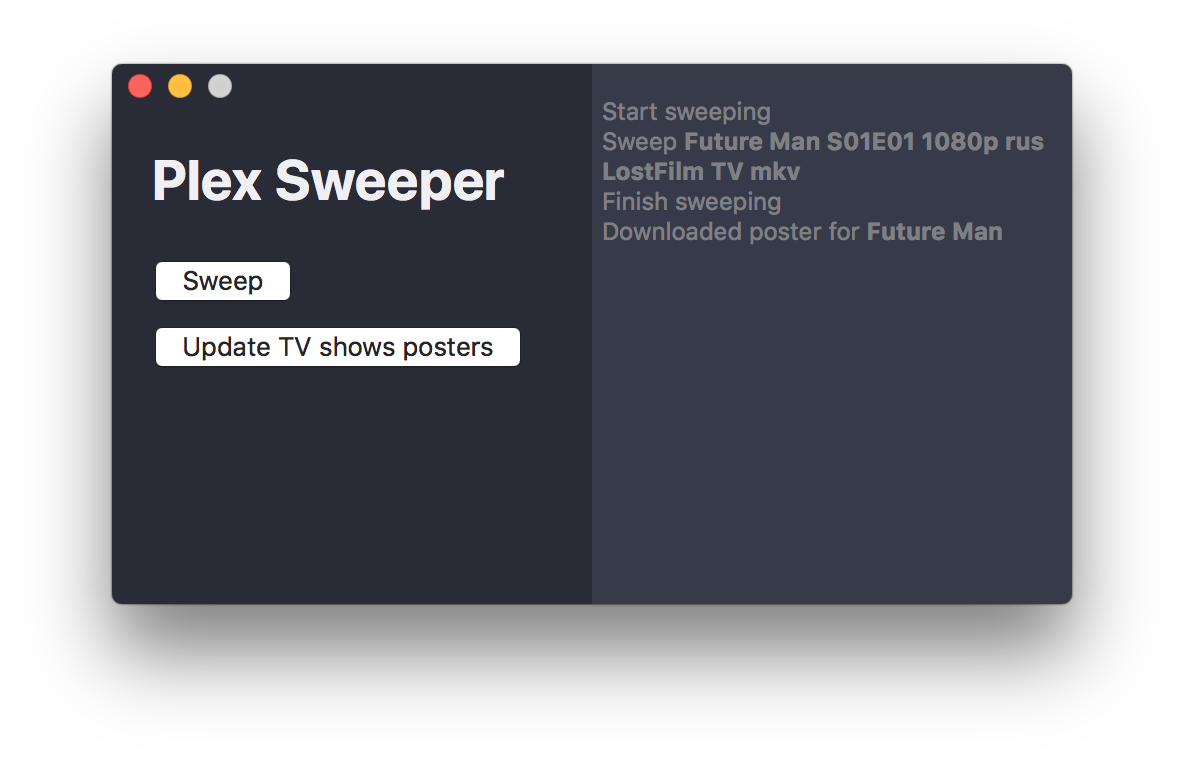 Plex Sweeper
Sweep
Update TV shows posters
Start sweeping
Sweep Future Man S01E01 1080p rus
LostFilm TV mkv
Finish sweeping
Downloaded poster for Future Man